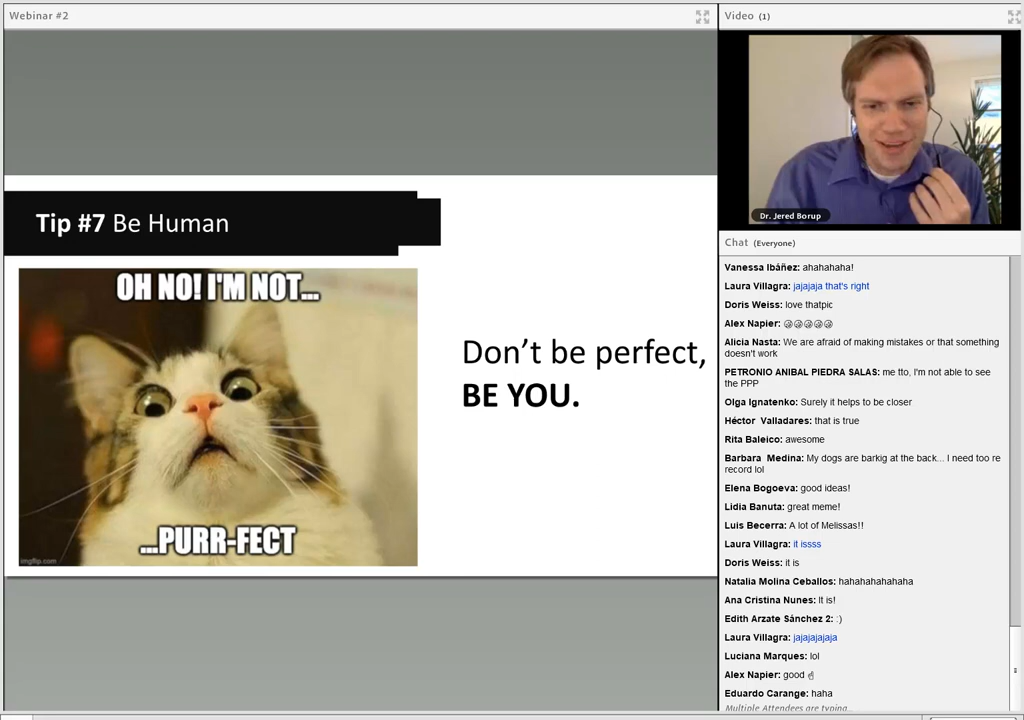 Webinar #2
Tip #7 Be Human
OH NO! I'M NOT...
...PURR-FECT
imgflip.com
Don't be perfect,
BE YOU.
Video (1)
Dr. Jered Borup
Chat (Everyone)
Vanessa Ibáñez: ahahahaha!
Laura Villagra: jajajaja that's right
Doris Weiss: love thatpic
Alex Napier: 😂😂😂😂😂
Alicia Nasta: We are afraid of making mistakes or that something
doesn't work
PETRONIO ANIBAL PIEDRA SALAS: me tto, I'm not able to see
the PPP
Olga Ignatenko: Surely it helps to be closer
Héctor Valladares: that is true
Rita Baleico: awesome
Barbara Medina: My dogs are barkig at the back... I need too re
record lol
Elena Bogoeva: good ideas!
Lidia Banuta: great meme!
Luis Becerra: A lot of Melissas!!
Laura Villagra: it issss
Doris Weiss: it is
Natalia Molina Ceballos: hahahahahahaha
Ana Cristina Nunes: It is!
Edith Arzate Sánchez 2: :)
Laura Villagra: jajajajajaja
Luciana Marques: lol
Alex Napier: good ✌
Eduardo Carange: haha
Multiple Attendees are typing...